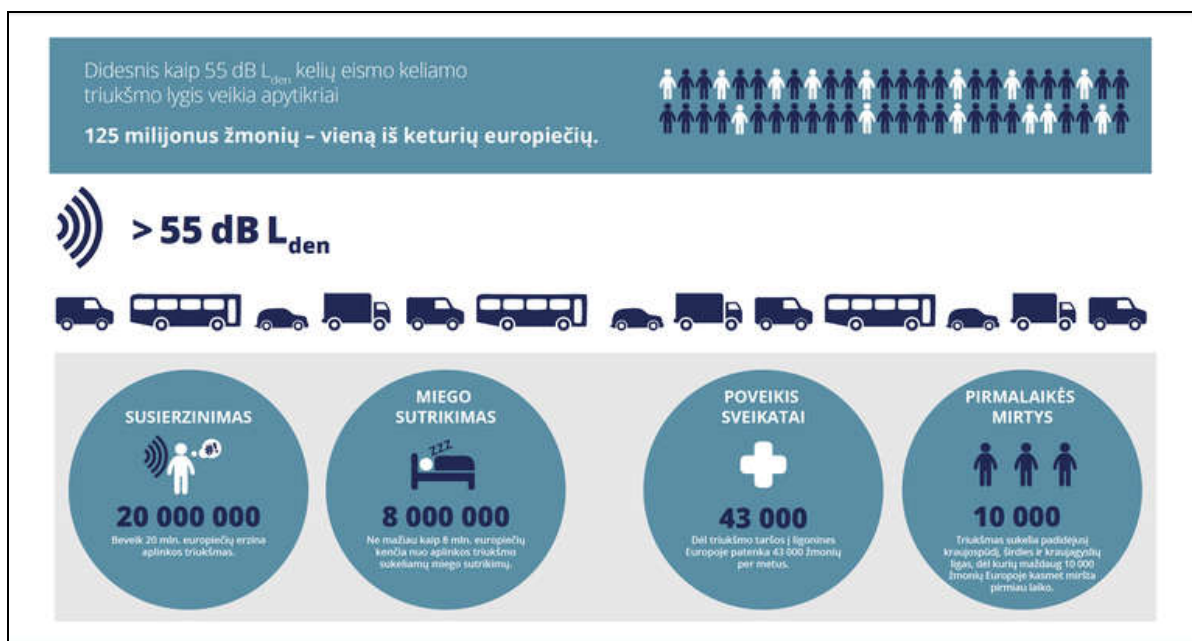 Didesnis kaip 55 dB Lden kelių eismo keliamo
triukšmo lygis veikia apytikriai
125 milijonus žmonių – vieną iš keturių europiečių.
> 55 dB Lden
SUSIERZINIMAS
#!
20 000 000
Beveik 20 mln. europiečių erzina
aplinkos triukšmas.
MIEGO
SUTRIKIMAS
zzz
8 000 000
Ne mažiau kaip 8 mln. europiečių
kenčia nuo aplinkos triukšmo
sukeliamų miego sutrikimų.
POVEIKIS
SVEIKATAI
43 000
Dėl triukšmo taršos į ligonines
Europoje patenka 43 000 žmonių
per metus.
PIRMALAIKĖS
MIRTYS
10 000
Triukšmas sukelia padidėjusį
kraujospūdį, širdies ir kraujagyslių
ligas, dėl kurių maždaug 10 000
žmonių Europoje kasmet miršta
pirmiau laiko.